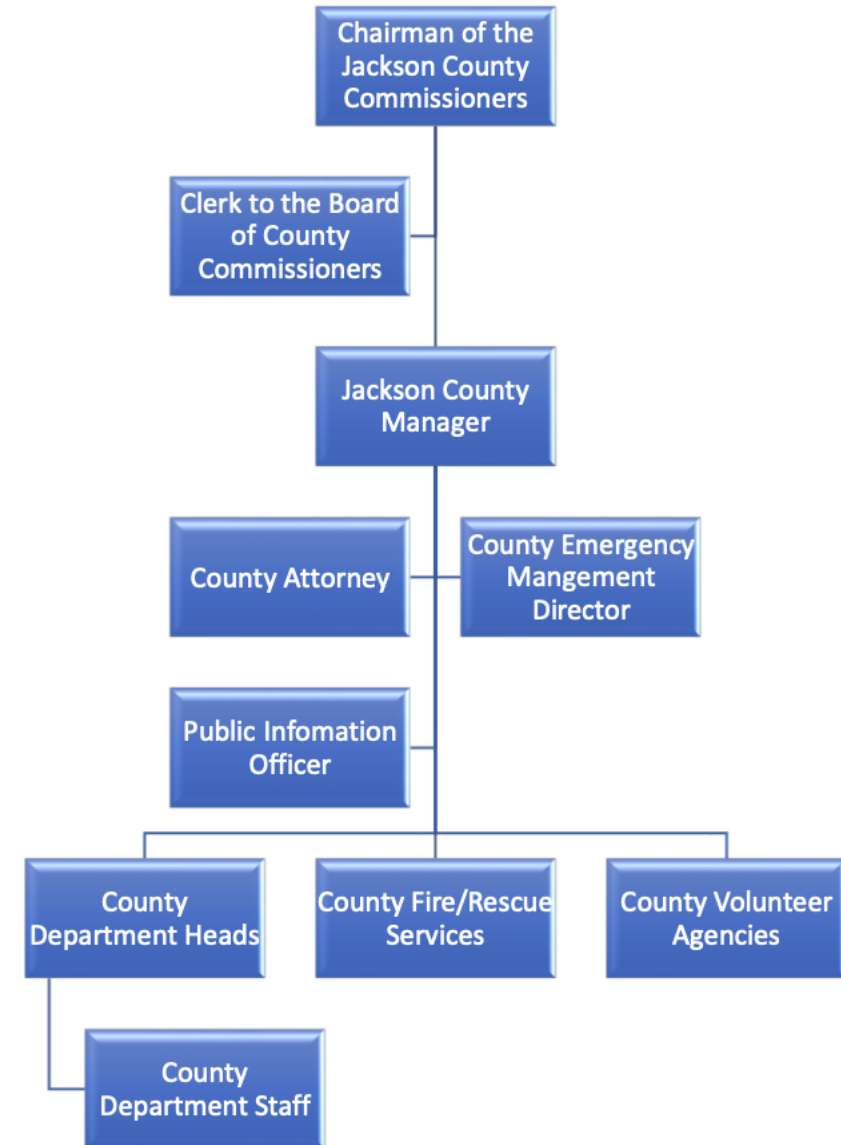 Chairman of the
Jackson County
Commissioners
Clerk to the Board
of County
Commissioners
Jackson County
Manager
County Attorney
County Emergency
Mangement
Director
Public Infomation
Officer
County
Department Heads
County Fire/Rescue
Services
County Volunteer
Agencies
County
Department Staff